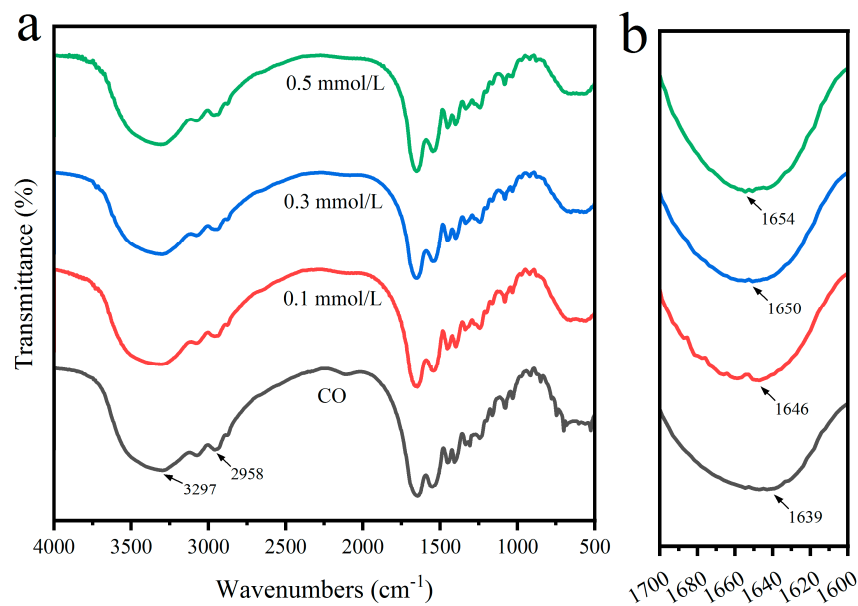 a
b
0.5 mmol/L
0.3 mmol/L
0.1 mmol/L
CO
3297
2958
1654
1650
1646
1639
Transmittance (%)
4000 3500 3000 2500 2000 1500 1000 500
Wavenumbers (cm-1)
1700 1680 1660 1640 1620 1600